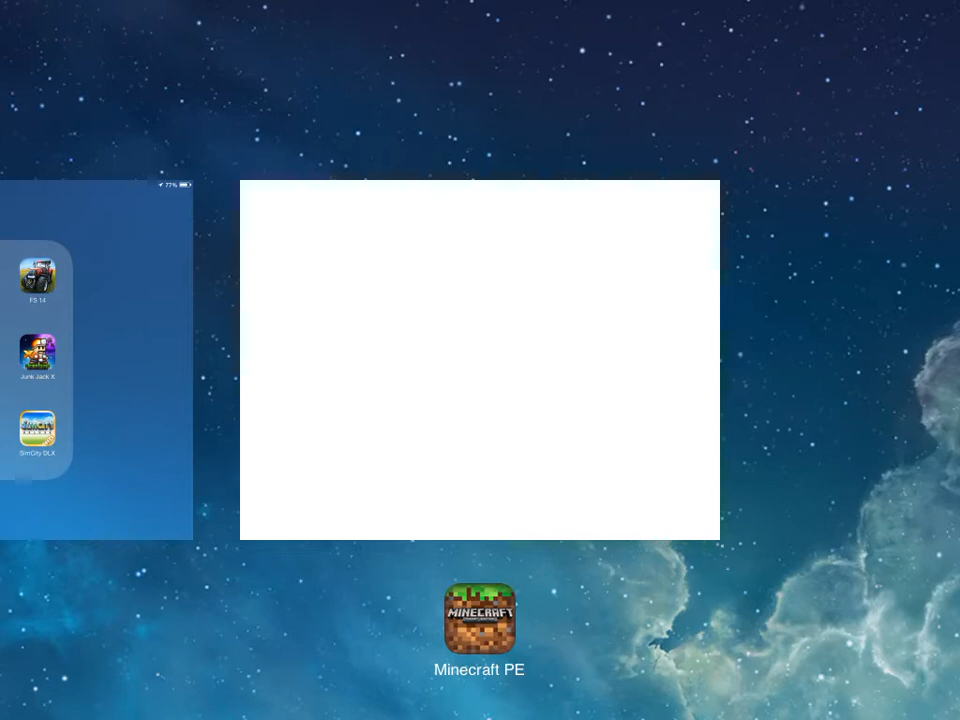 77%
FS 14
Junk Jack X
SimCity DLX
MINECRAFT
Minecraft PE